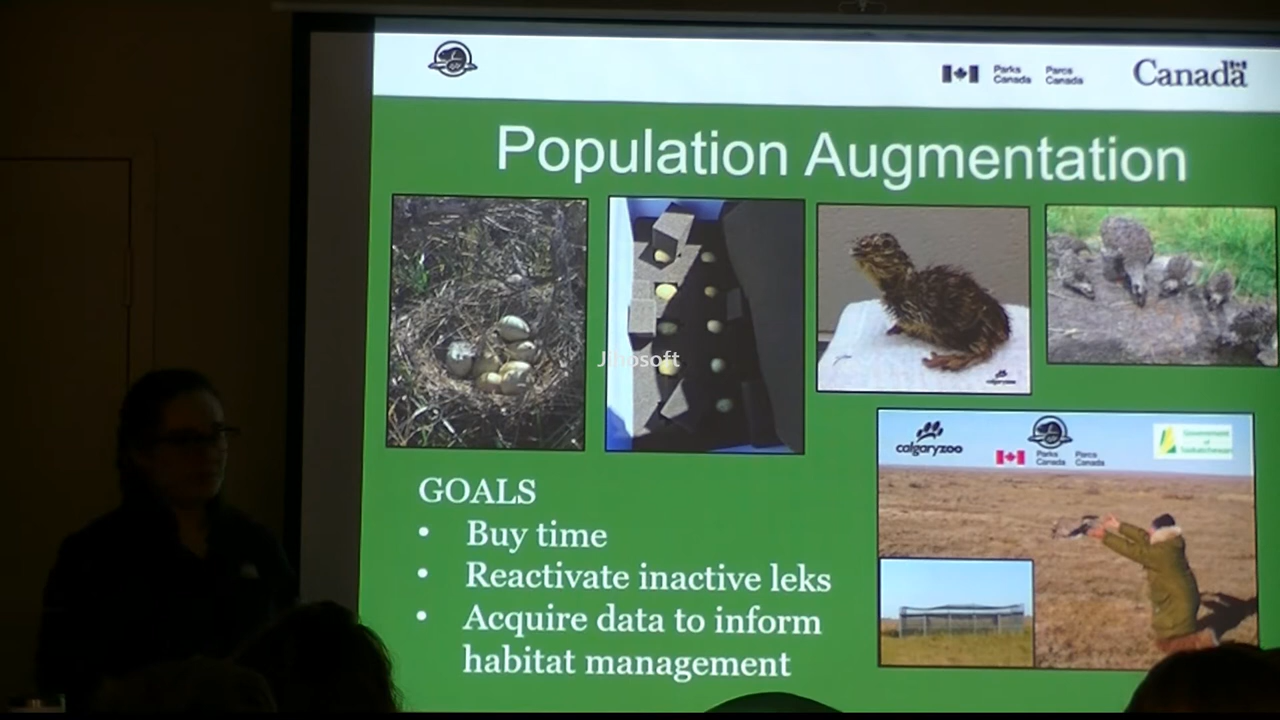 Parks Parcs
Canada Canada
Canada
Population Augmentation
Jihosoft
calgaryzoo
calgaryzoo
Parks Parcs
Canada Canada
Government
of
Saskatchewan
GOALS
• Buy time
• Reactivate inactive leks
• Acquire data to inform
habitat management